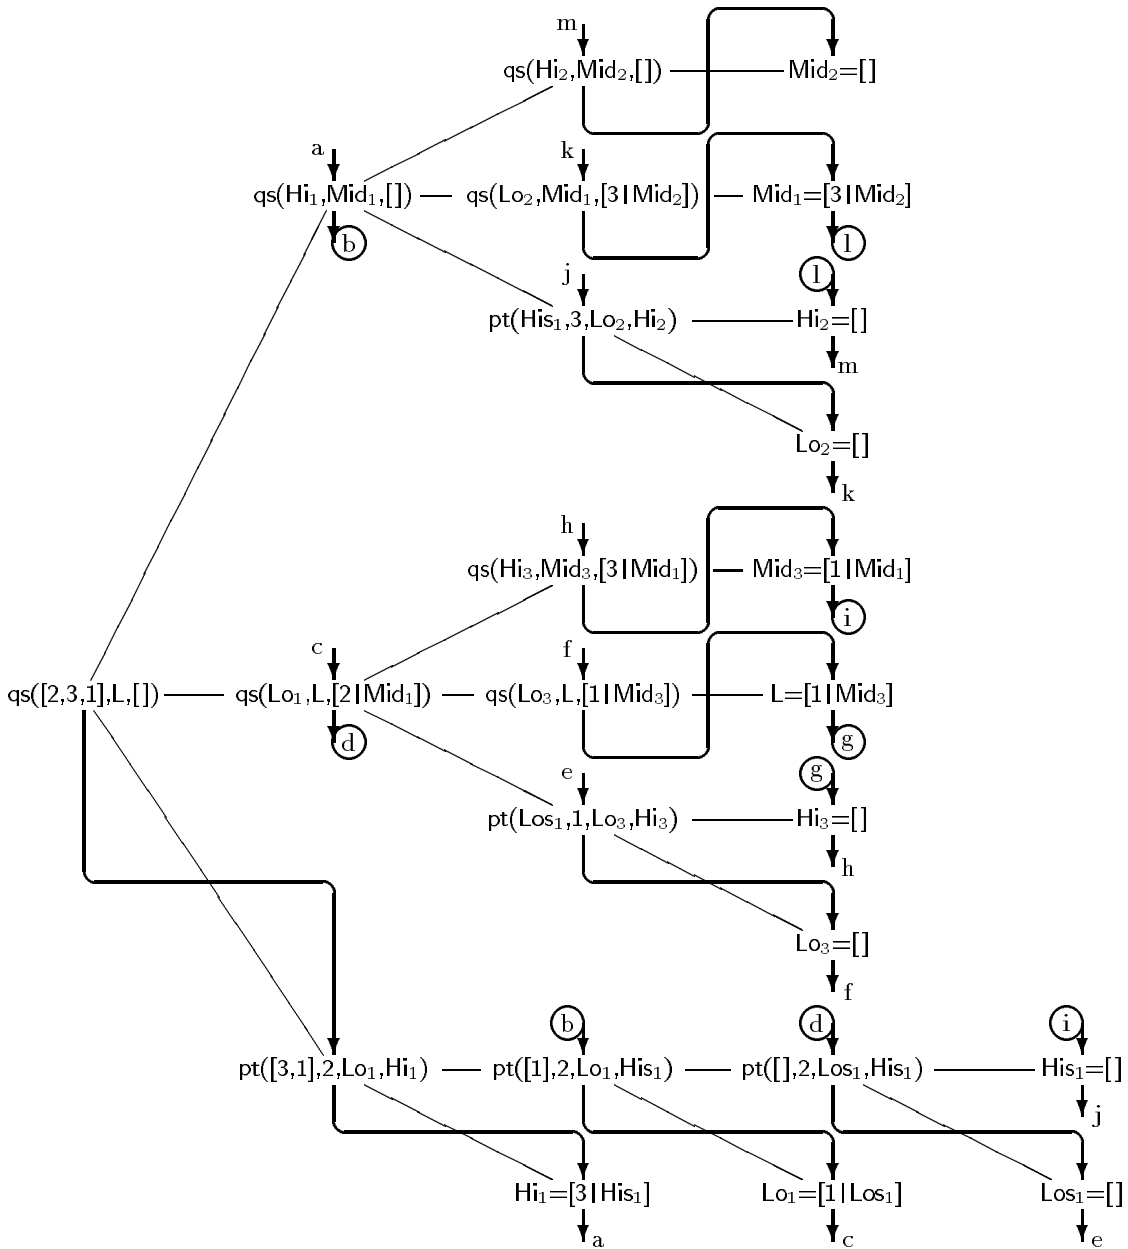 m
qs(Hi₂,Mid₂,[]) Mid₂=[]
a k
qs(Hi₁,Mid₁,[]) qs(Lo₂,Mid₁,[3|Mid₂]) Mid₁=[3|Mid₂]
b l
j l
pt(His₁,3,Lo₂,Hi₂) Hi₂=[]
m
Lo₂=[]
k
h
qs(Hi₃,Mid₃,[3|Mid₁]) Mid₃=[1|Mid₁]
i
c f
qs([2,3,1],L,[]) qs(Lo₁,L,[2|Mid₁]) qs(Lo₃,L,[1|Mid₃]) L=[1|Mid₃]
d g
e g
pt(Los₁,1,Lo₃,Hi₃) Hi₃=[]
h
Lo₃=[]
f
b d i
pt([3,1],2,Lo₁,Hi₁) pt([1],2,Lo₁,His₁) pt([],2,Los₁,His₁) His₁=[]
j
Hi₁=[3|His₁] Lo₁=[1|Los₁] Los₁=[]
a c e